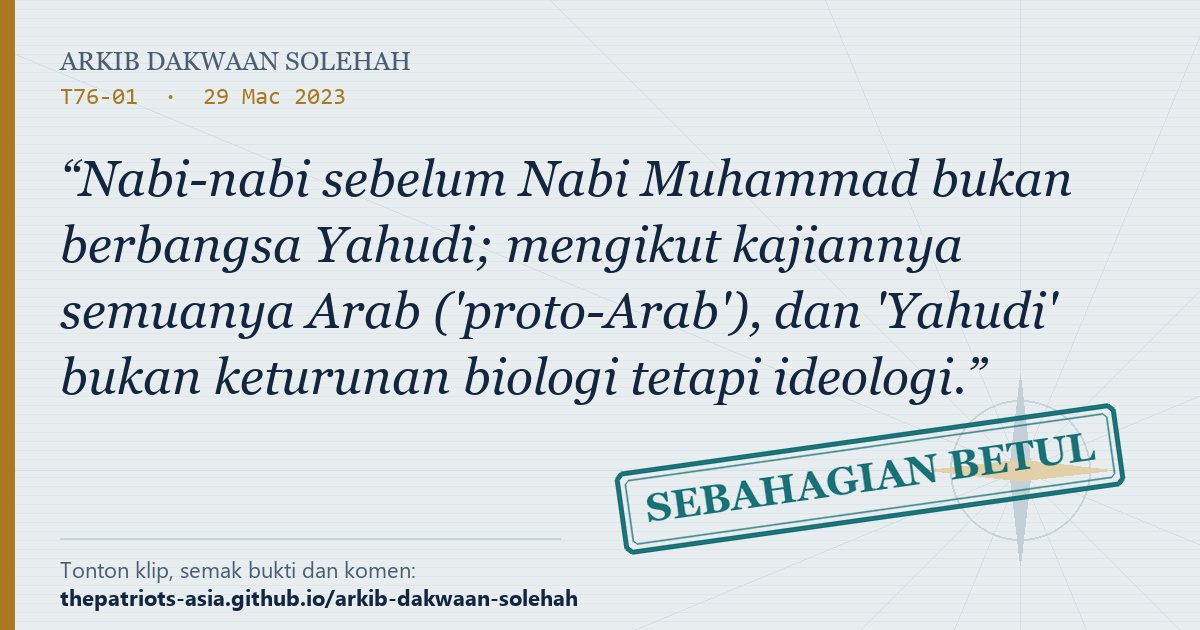 ARKIB DAKWAAN SOLEHAH
T76-01 · 29 Mac 2023
“Nabi-nabi sebelum Nabi Muhammad bukan
berbangsa Yahudi; mengikut kajiannya
semuanya Arab ('proto-Arab'), dan 'Yahudi'
bukan keturunan biologi tetapi ideologi.”
SEBAHAGIAN BETUL
Tonton klip, semak bukti dan komen:
thepatriots-asia.github.io/arkib-dakwaan-solehah